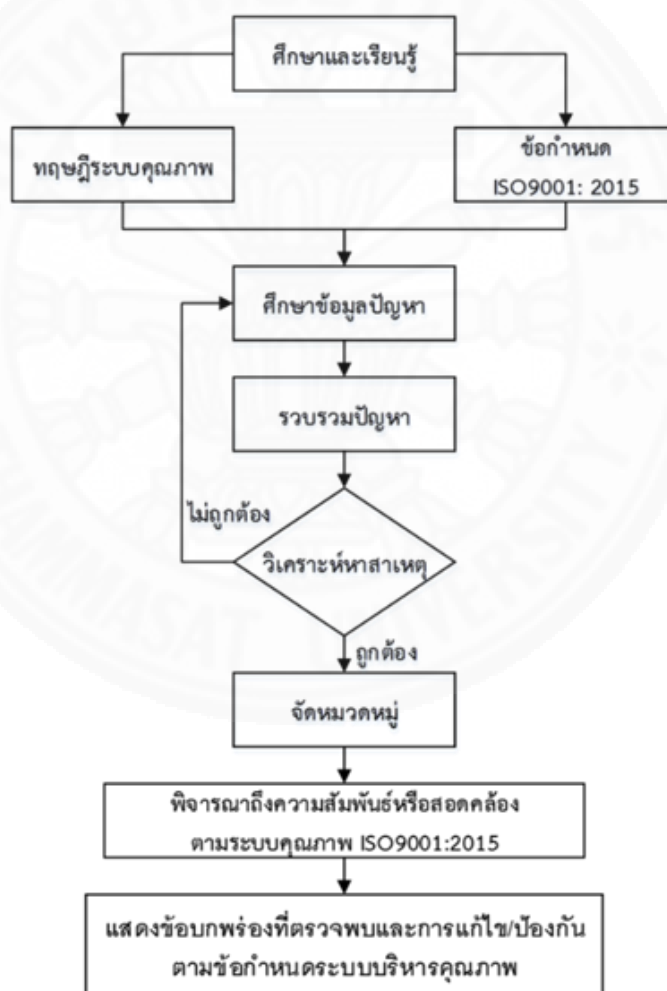 ศึกษาและเรียนรู้
ทฤษฎีระบบคุณภาพ
ข้อกำหนด
ISO9001: 2015
ศึกษาข้อมูลปัญหา
รวบรวมปัญหา
ไม่ถูกต้อง
วิเคราะห์หาสาเหตุ
ถูกต้อง
จัดหมวดหมู่
พิจารณาถึงความสัมพันธ์หรือสอดคล้อง
ตามระบบคุณภาพ ISO9001:2015
แสดงข้อบกพร่องที่ตรวจพบและการแก้ไข/ป้องกัน
ตามข้อกำหนดระบบบริหารคุณภาพ
THAMMASAT UNIVERSITY